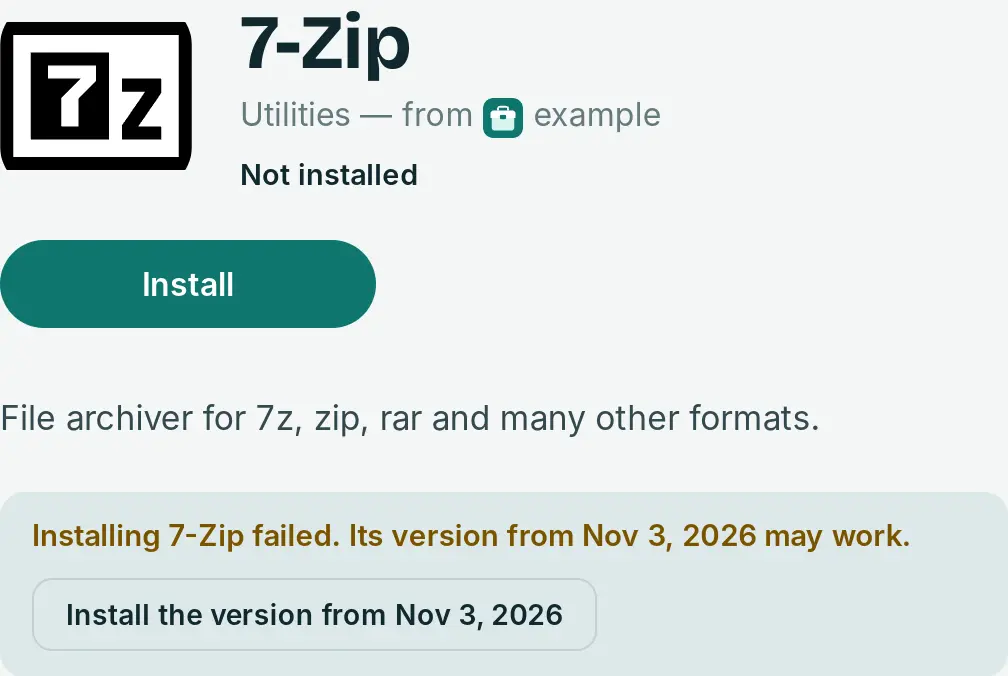 7z
7-Zip
Utilities — from example
Not installed
Install
File archiver for 7z, zip, rar and many other formats.
Installing 7-Zip failed. Its version from Nov 3, 2026 may work.
Install the version from Nov 3, 2026